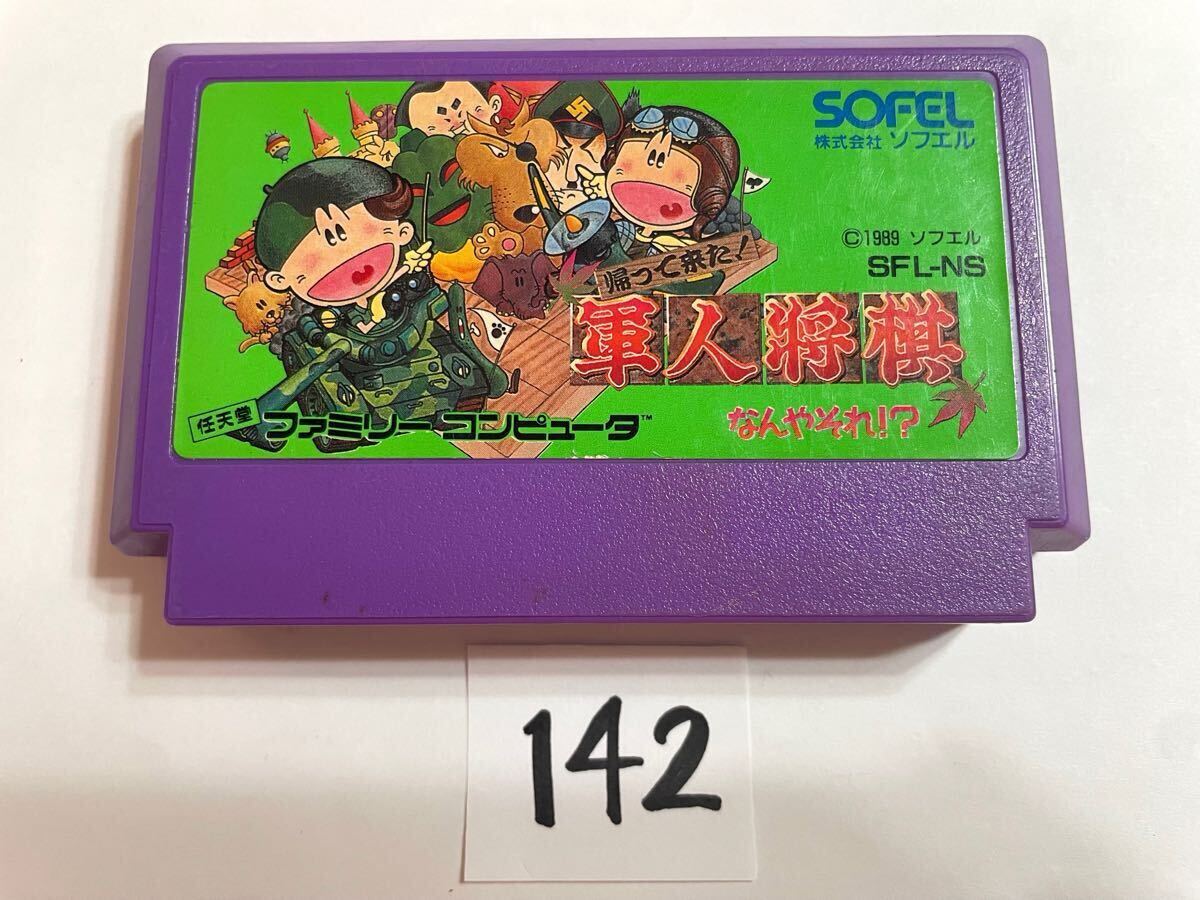 SOFEL
株式会社 ソフエル
©1989 ソフエル
SFL-NS
帰って来た!
軍人将棋
なんやそれ!?
任天堂 ファミリー コンピュータ™
142